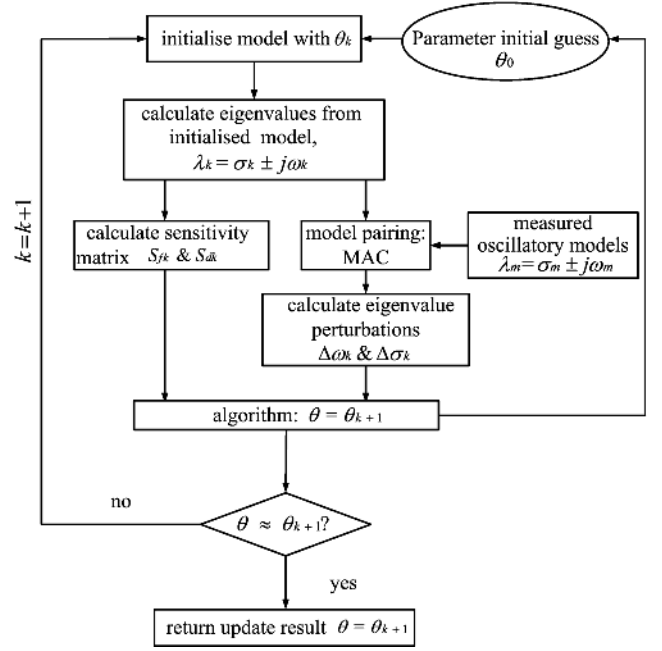 initialise model with θk
Parameter initial guess
θ0
calculate eigenvalues from
initialised model,
λk = σk ± jωk
k=k+1
calculate sensitivity
matrix Sfk & Sdk
model pairing:
MAC
measured
oscillatory models
λm = σm ± jωm
calculate eigenvalue
perturbations
Δωk & Δσk
algorithm: θ = θk+1
no
θ ≈ θk+1?
yes
return update result θ = θk+1